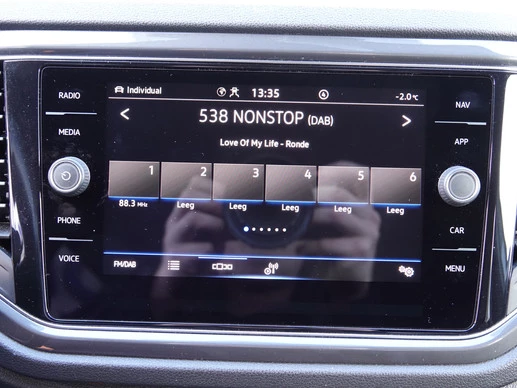 RADIO
MEDIA
PHONE
VOICE
Individual 13:35 4 -2.0°C
< 538 NONSTOP (DAB) >
Love Of My Life - Ronde
1 2 3 4 5 6
88.3 MHz Leeg Leeg Leeg Leeg Leeg
FM/DAB
NAV
APP
CAR
MENU